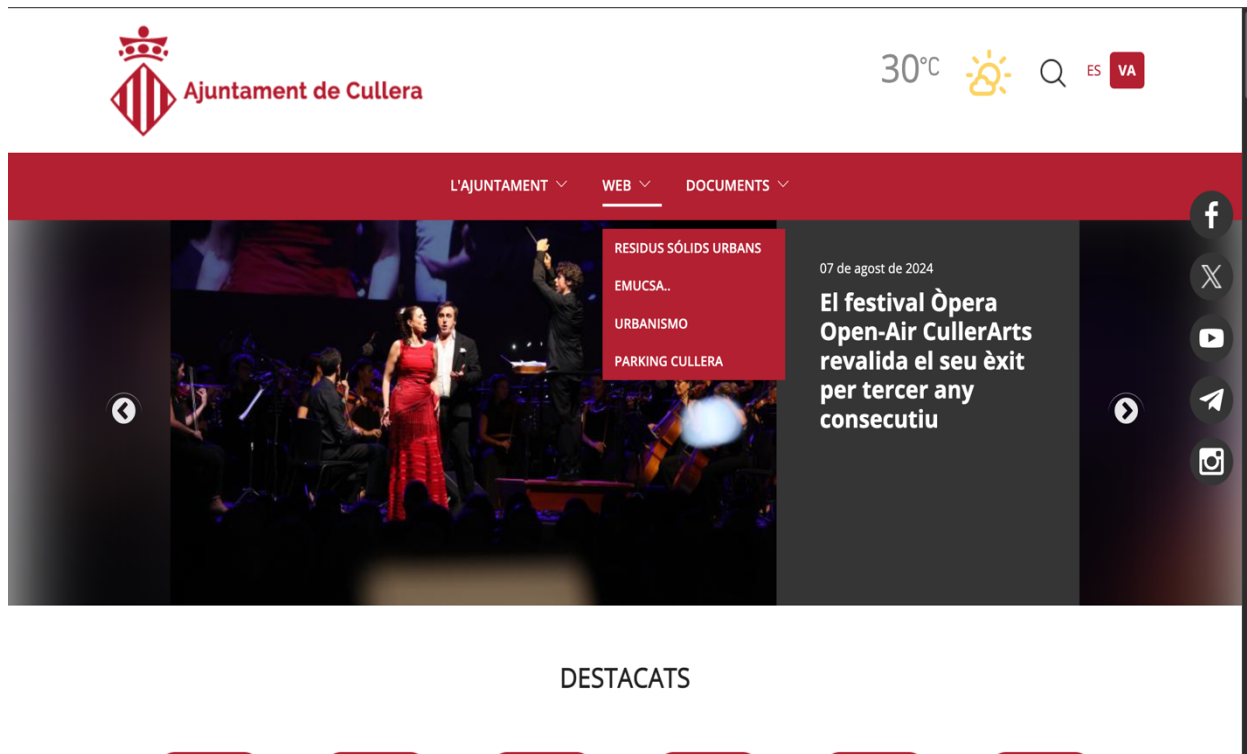 Ajuntament de Cullera
30°C
ES VA
L'AJUNTAMENT WEB DOCUMENTS
RESIDUS SÓLIDS URBANS
EMUCSA..
URBANISMO
PARKING CULLERA
07 de agost de 2024
El festival Òpera
Open-Air CullerArts
revalida el seu èxit
per tercer any
consecutiu
DESTACATS